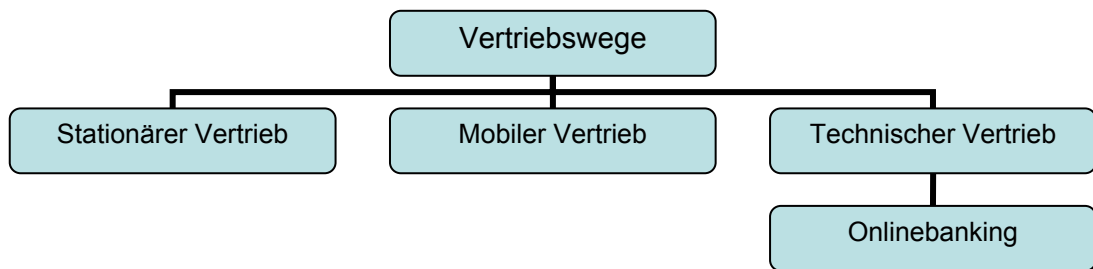 Vertriebswege
Stationärer Vertrieb
Mobiler Vertrieb
Technischer Vertrieb
Onlinebanking